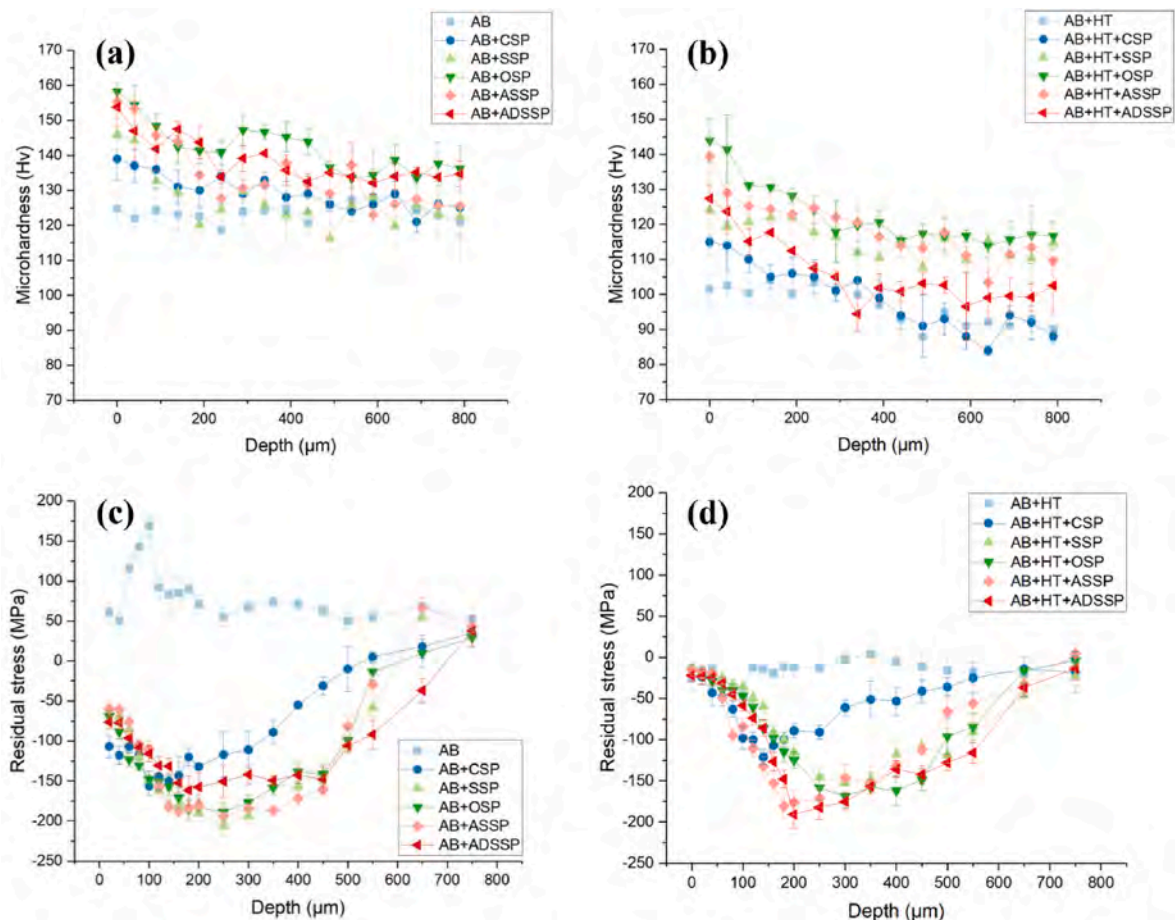 (a)
AB
AB+CSP
AB+SSP
AB+OSP
AB+ASSP
AB+ADSSP
170
160
150
140
130
120
110
100
90
80
70
Microhardness (Hv)
0
200
400
600
800
Depth (μm)
(b)
AB+HT
AB+HT+CSP
AB+HT+SSP
AB+HT+OSP
AB+HT+ASSP
AB+HT+ADSSP
170
160
150
140
130
120
110
100
90
80
70
Microhardness (Hv)
0
200
400
600
800
Depth (μm)
(c)
200
150
100
50
0
-50
-100
-150
-200
-250
Residual stress (MPa)
AB
AB+CSP
AB+SSP
AB+OSP
AB+ASSP
AB+ADSSP
0
100
200
300
400
500
600
700
800
Depth (μm)
(d)
AB+HT
AB+HT+CSP
AB+HT+SSP
AB+HT+OSP
AB+HT+ASSP
AB+HT+ADSSP
200
150
100
50
0
-50
-100
-150
-200
-250
Residual stress (MPa)
0
100
200
300
400
500
600
700
800
Depth (μm)